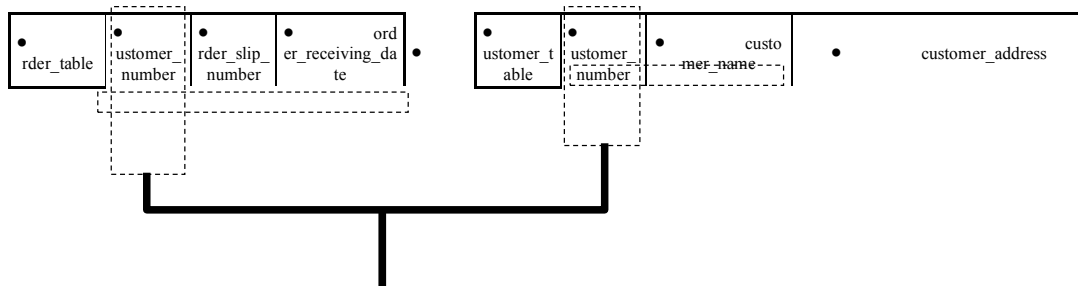 • rder_table
• ustomer_
number
• rder_slip_
number
• ord
er_receiving_da
te
•
• ustomer_t
able
• ustomer_
number
• custo
mer_name
• customer_address